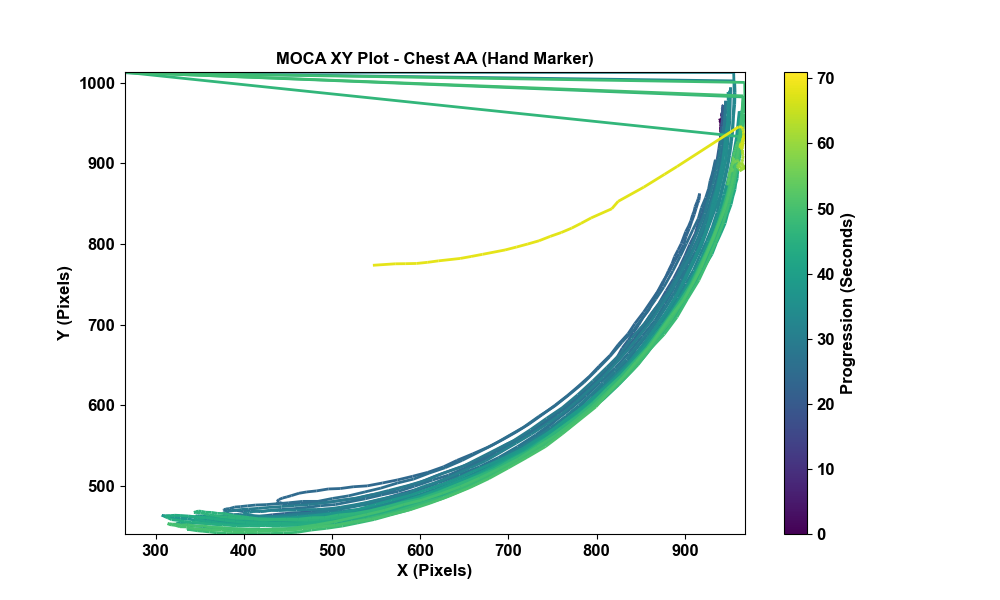 MOCA XY Plot - Chest AA (Hand Marker)
1000
900
800
700
600
500
Y (Pixels)
300 400 500 600 700 800 900
X (Pixels)
70
60
50
40
30
20
10
0
Progression (Seconds)